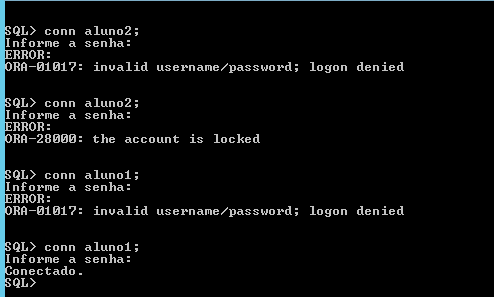 SQL> conn aluno2;
Informe a senha:
ERROR:
ORA-01017: invalid username/password; logon denied
SQL> conn aluno2;
Informe a senha:
ERROR:
ORA-28000: the account is locked
SQL> conn aluno1;
Informe a senha:
ERROR:
ORA-01017: invalid username/password; logon denied
SQL> conn aluno1;
Informe a senha:
Conectado.
SQL>